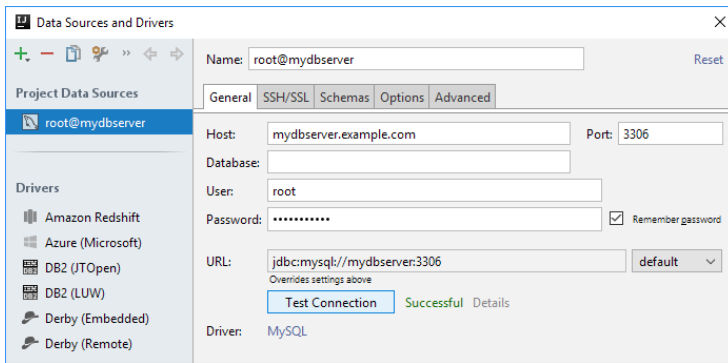 Data Sources and Drivers
Name: root@mydbserver Reset
Project Data Sources
root@mydbserver
General SSH/SSL Schemas Options Advanced
Host: mydbserver.example.com Port: 3306
Database:
User: root
Password: ••••••••••• Remember password
URL: jdbc:mysql://mydbserver:3306 default
Overrides settings above
Test Connection Successful Details
Driver: MySQL
Drivers
Amazon Redshift
Azure (Microsoft)
DB2 (JTOpen)
DB2 (LUW)
Derby (Embedded)
Derby (Remote)